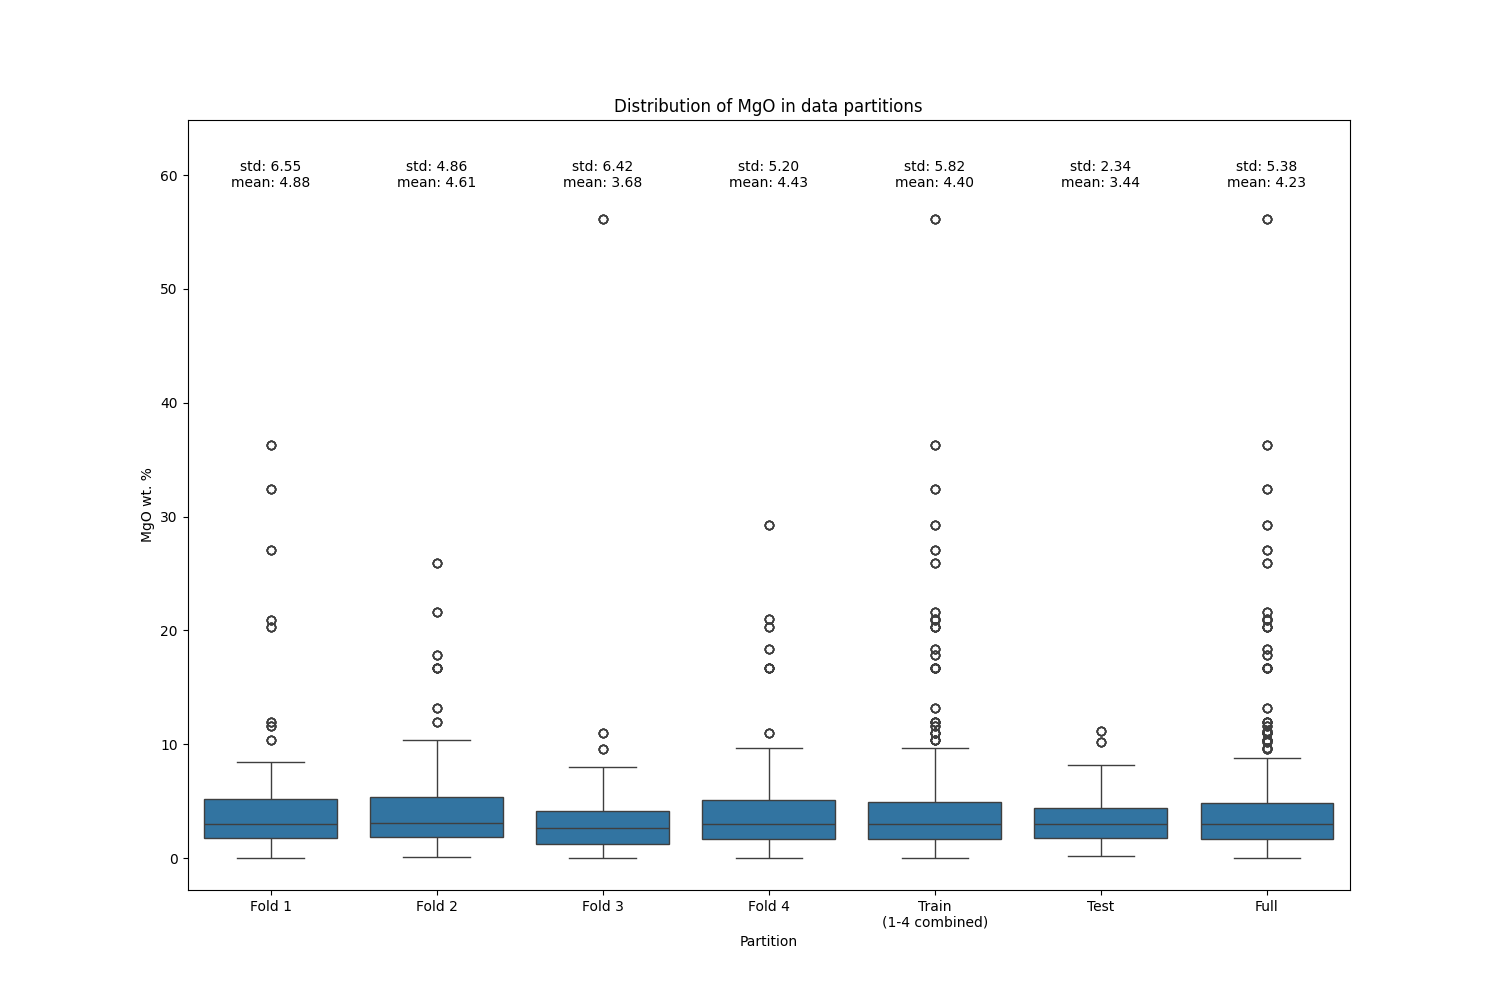 Distribution of MgO in data partitions
std: 6.55
mean: 4.88
std: 4.86
mean: 4.61
std: 6.42
mean: 3.68
std: 5.20
mean: 4.43
std: 5.82
mean: 4.40
std: 2.34
mean: 3.44
std: 5.38
mean: 4.23
60
50
40
30
20
10
0
MgO wt. %
Fold 1
Fold 2
Fold 3
Fold 4
Train
(1-4 combined)
Test
Full
Partition